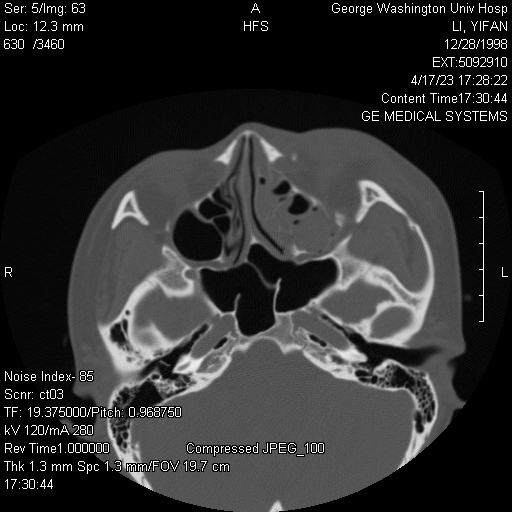 Ser: 5/Img: 63
Loc: 12.3 mm
630 /3460
A
HFS
George Washington Univ Hosp
LI, YIFAN
12/28/1998
EXT:5092910
4/17/23 17:28:22
Content Time17:30:44
GE MEDICAL SYSTEMS
R
L
Noise Index- 85
Scnr: ct03
TF: 19.375000/Pitch: 0.968750
kV 120/mA 280
Rev Time1.000000
Compressed JPEG_100
Thk 1.3 mm Spc 1.3 mm/FOV 19.7 cm
17:30:44